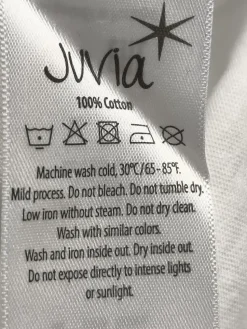 Juvia
100% Cotton
Machine wash cold, 30°C/65-85°F.
Mild process. Do not bleach. Do not tumble dry.
Low iron without steam. Do not dry clean.
Wash with similar colors.
Wash and iron inside out. Dry inside out.
Do not expose directly to intense lights
or sunlight.